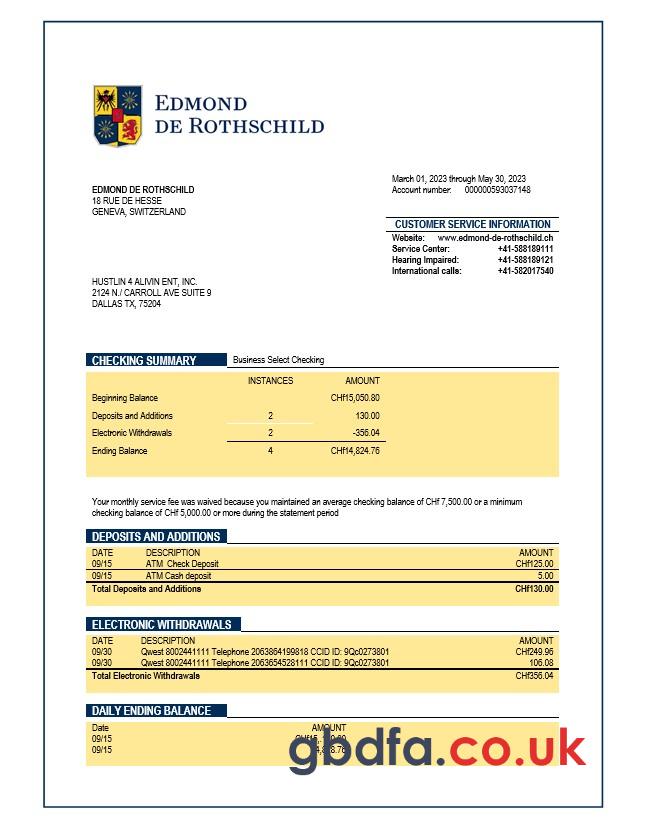 EDMOND
DE ROTHSCHILD
March 01, 2023 through May 30, 2023
Account number: 000000593037148
EDMOND DE ROTHSCHILD
18 RUE DE HESSE
GENEVA, SWITZERLAND
CUSTOMER SERVICE INFORMATION
Website: www.edmond-de-rothschild.ch
Service Center: +41-588189111
Hearing Impaired: +41-588189121
International calls: +41-582017540
HUSTLIN 4 ALIVIN ENT, INC.
2124 N./ CARROLL AVE SUITE 9
DALLAS TX, 75204
CHECKING SUMMARY Business Select Checking
INSTANCES AMOUNT
Beginning Balance CHf15,050.80
Deposits and Additions 2 130.00
Electronic Withdrawals 2 -356.04
Ending Balance 4 CHf14,824.76
Your monthly service fee was waived because you maintained an average checking balance of CHf 7,500.00 or a minimum
checking balance of CHf 5,000.00 or more during the statement period
DEPOSITS AND ADDITIONS
DATE DESCRIPTION AMOUNT
09/15 ATM Check Deposit CHf125.00
09/15 ATM Cash deposit 5.00
Total Deposits and Additions CHf130.00
ELECTRONIC WITHDRAWALS
DATE DESCRIPTION AMOUNT
09/30 Qwest 8002441111 Telephone 2063864199818 CCID ID: 9Qc0273801 CHf249.96
09/30 Qwest 8002441111 Telephone 2063654528111 CCID ID: 9Qc0273801 106.08
Total Electronic Withdrawals CHf356.04
DAILY ENDING BALANCE
Date AMOUNT
09/15
09/15
gbdfa.co.uk